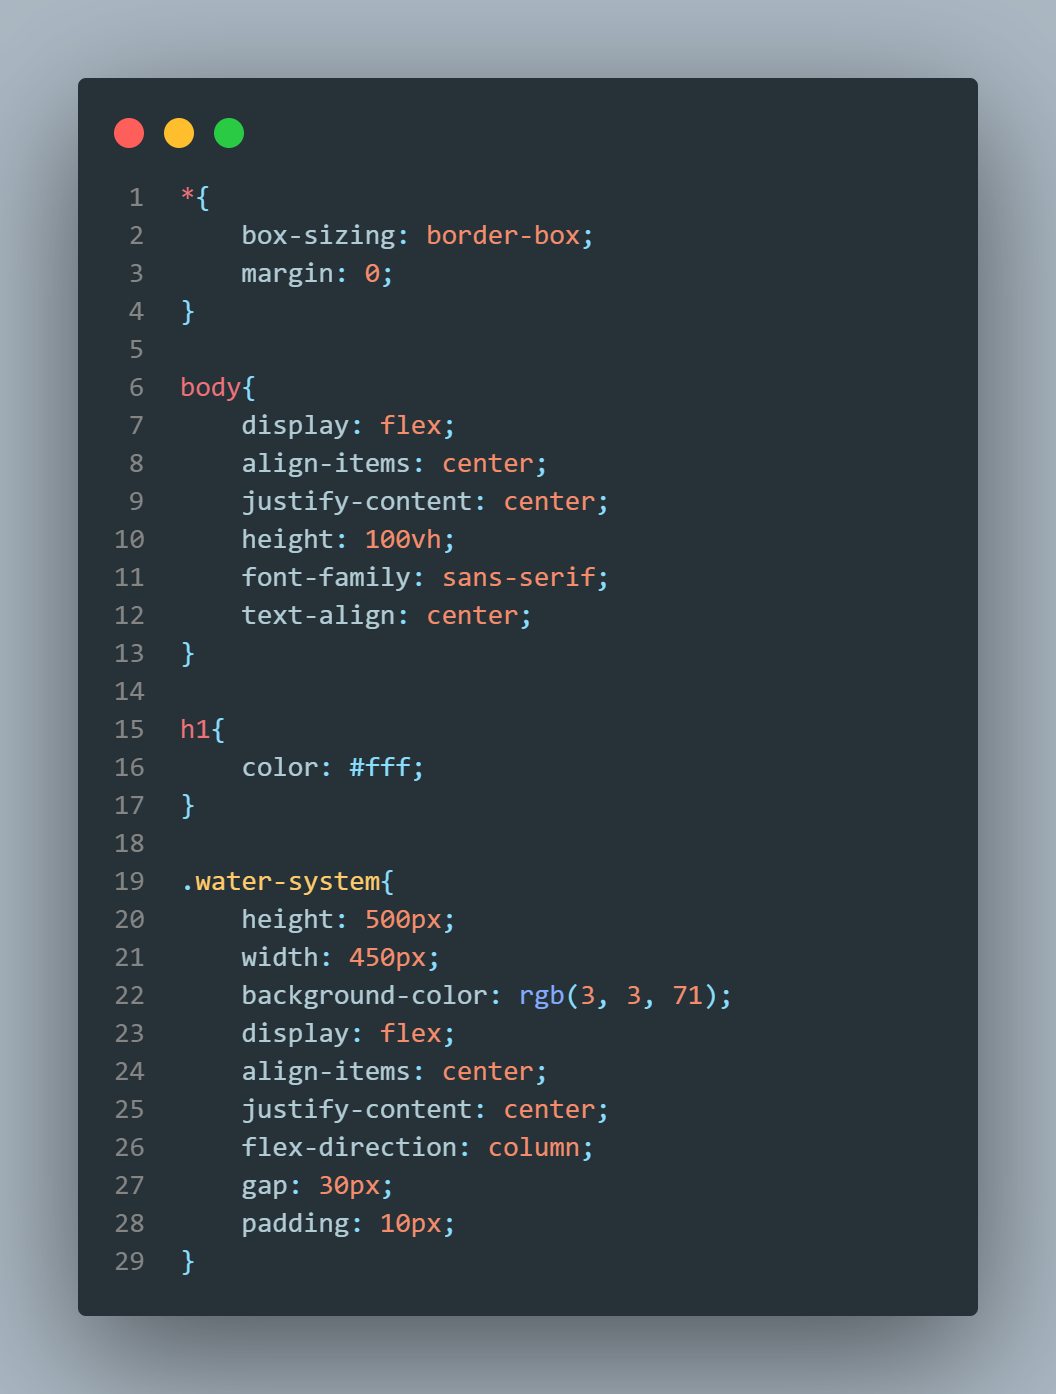 1 *{
2     box-sizing: border-box;
3     margin: 0;
4 }
5
6 body{
7     display: flex;
8     align-items: center;
9     justify-content: center;
10     height: 100vh;
11     font-family: sans-serif;
12     text-align: center;
13 }
14
15 h1{
16     color: #fff;
17 }
18
19 .water-system{
20     height: 500px;
21     width: 450px;
22     background-color: rgb(3, 3, 71);
23     display: flex;
24     align-items: center;
25     justify-content: center;
26     flex-direction: column;
27     gap: 30px;
28     padding: 10px;
29 }